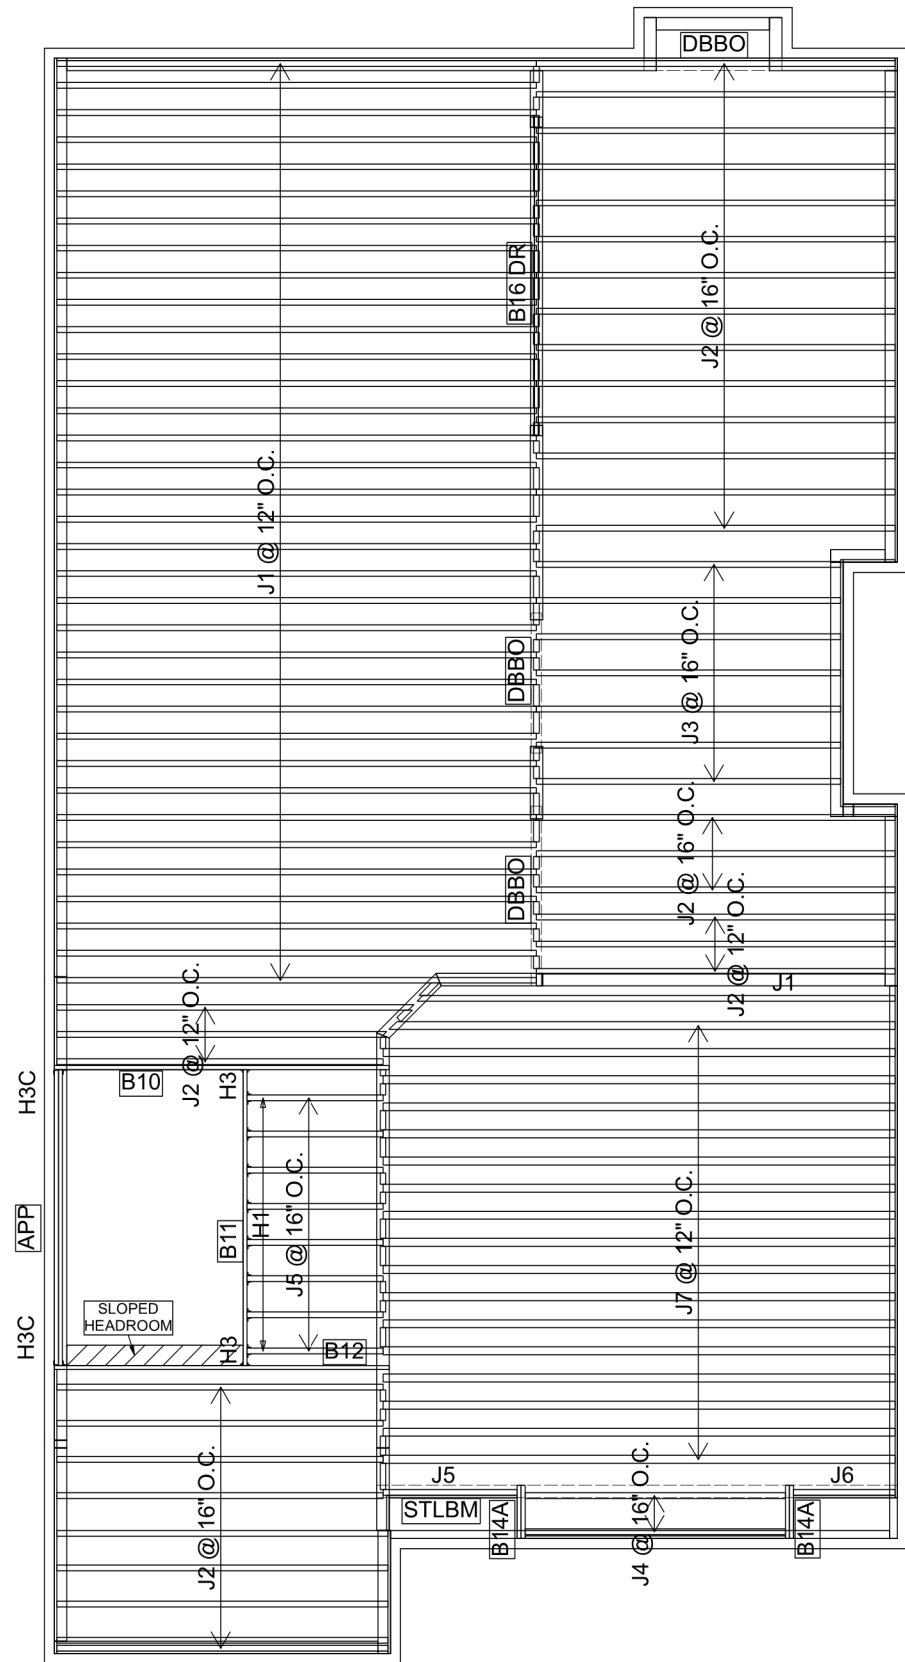 DBBO
B16 DR
J2 @ 16" O.C.
J1 @ 12" O.C.
DBBO
J3 @ 16" O.C.
J2 @ 16" O.C.
DBBO
J2 @ 12" O.C.
J1
J2 @ 12" O.C.
H3C
B10
H3
APP
B11
H1
J5 @ 16" O.C.
J7 @ 12" O.C.
SLOPED
HEADROOM
H3C
H3
B12
J2 @ 16" O.C.
J5
J6
STLBM
B14A
J4 @ 16" O.C.
B14A